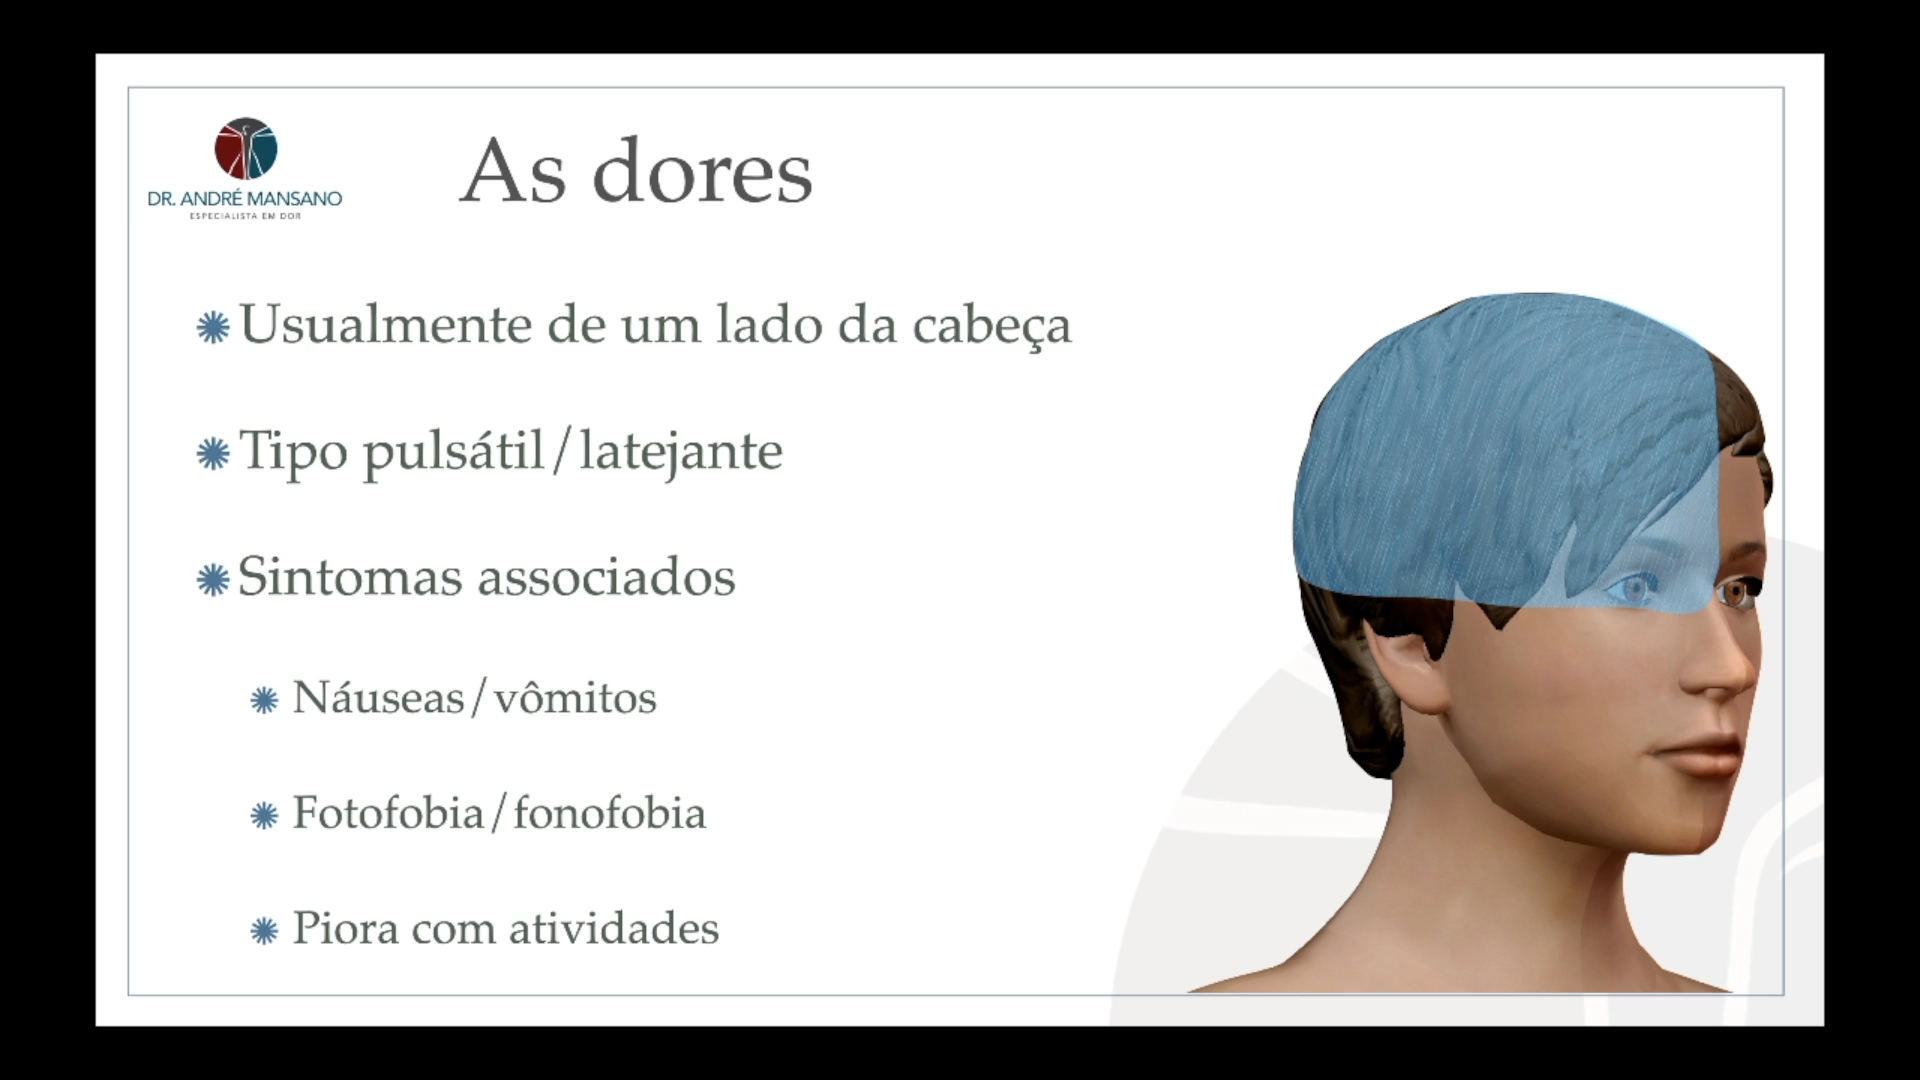 DR. ANDRÉ MANSANO
ESPECIALISTA EM DOR
As dores
Usualmente de um lado da cabeça
Tipo pulsátil/latejante
Sintomas associados
Náuseas/vômitos
Fotofobia/fonofobia
Piora com atividades